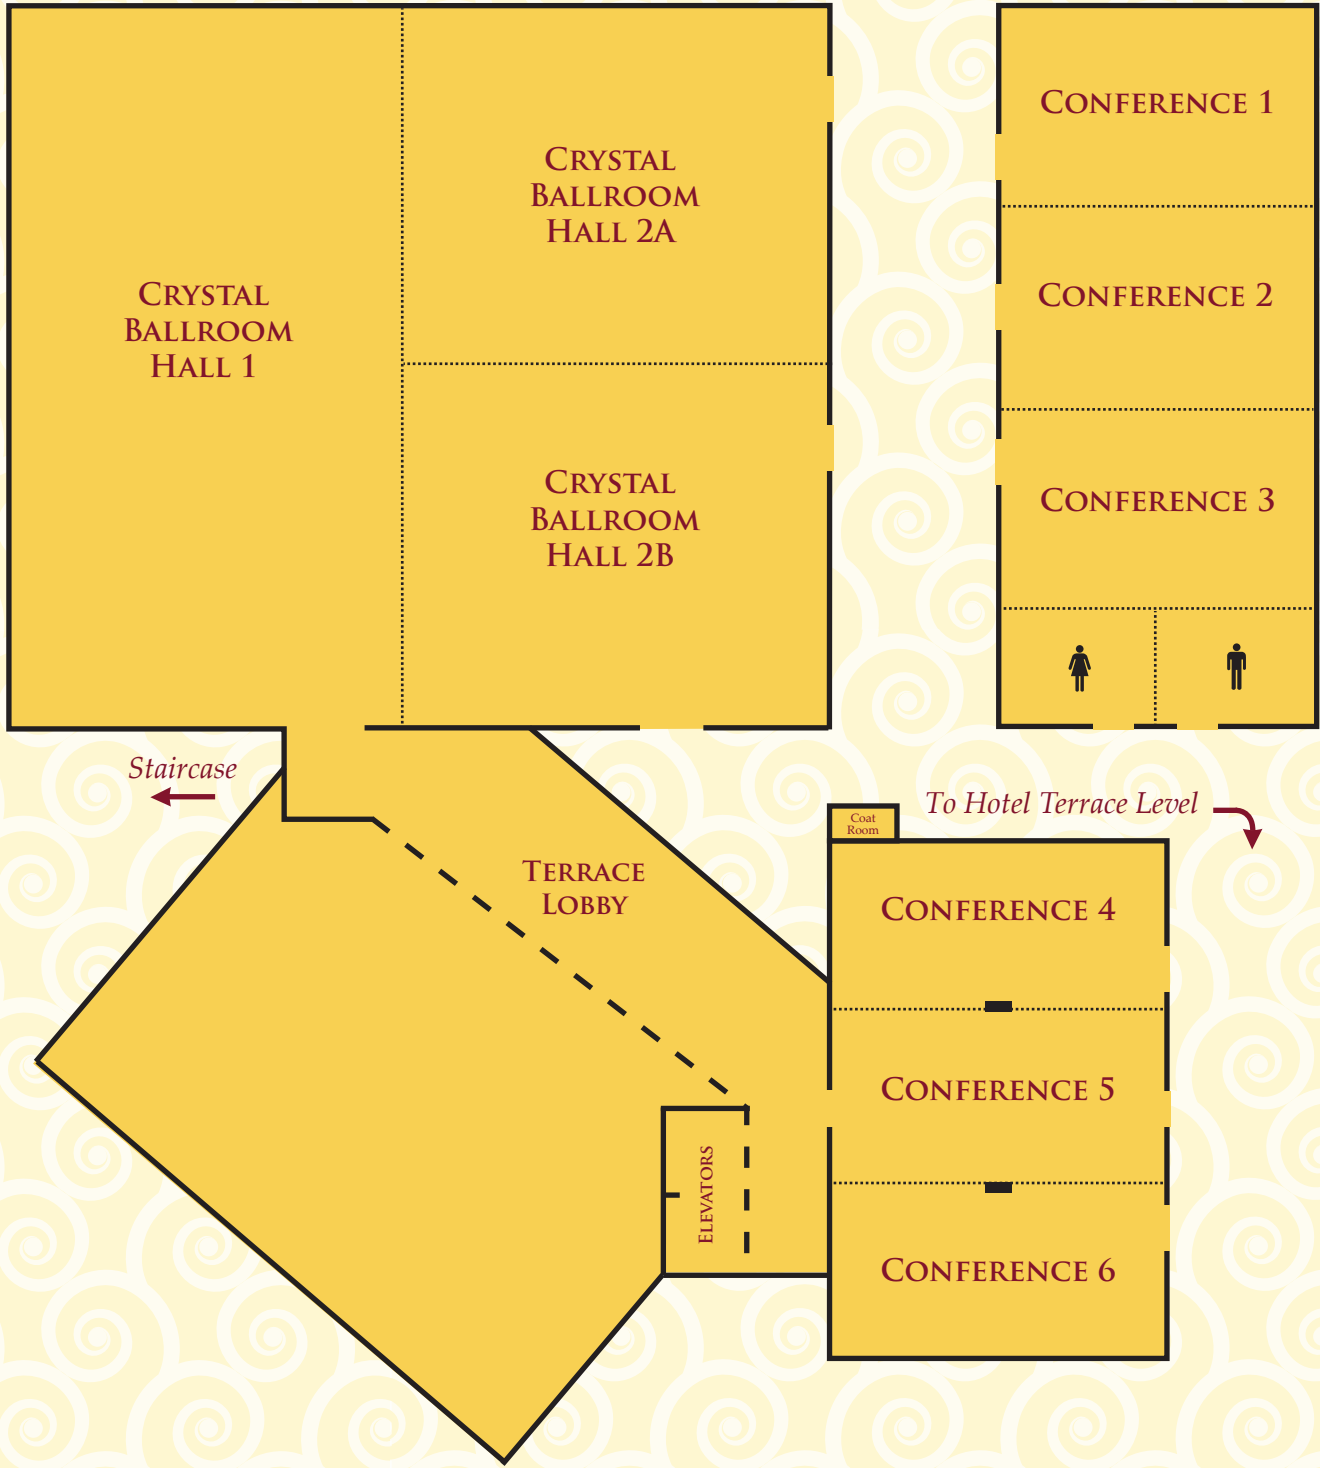 Crystal
Ballroom
Hall 1
Crystal
Ballroom
Hall 2A
Crystal
Ballroom
Hall 2B
Conference 1
Conference 2
Conference 3
Staircase
Terrace
Lobby
Elevators
To Hotel Terrace Level
Coat
Room
Conference 4
Conference 5
Conference 6